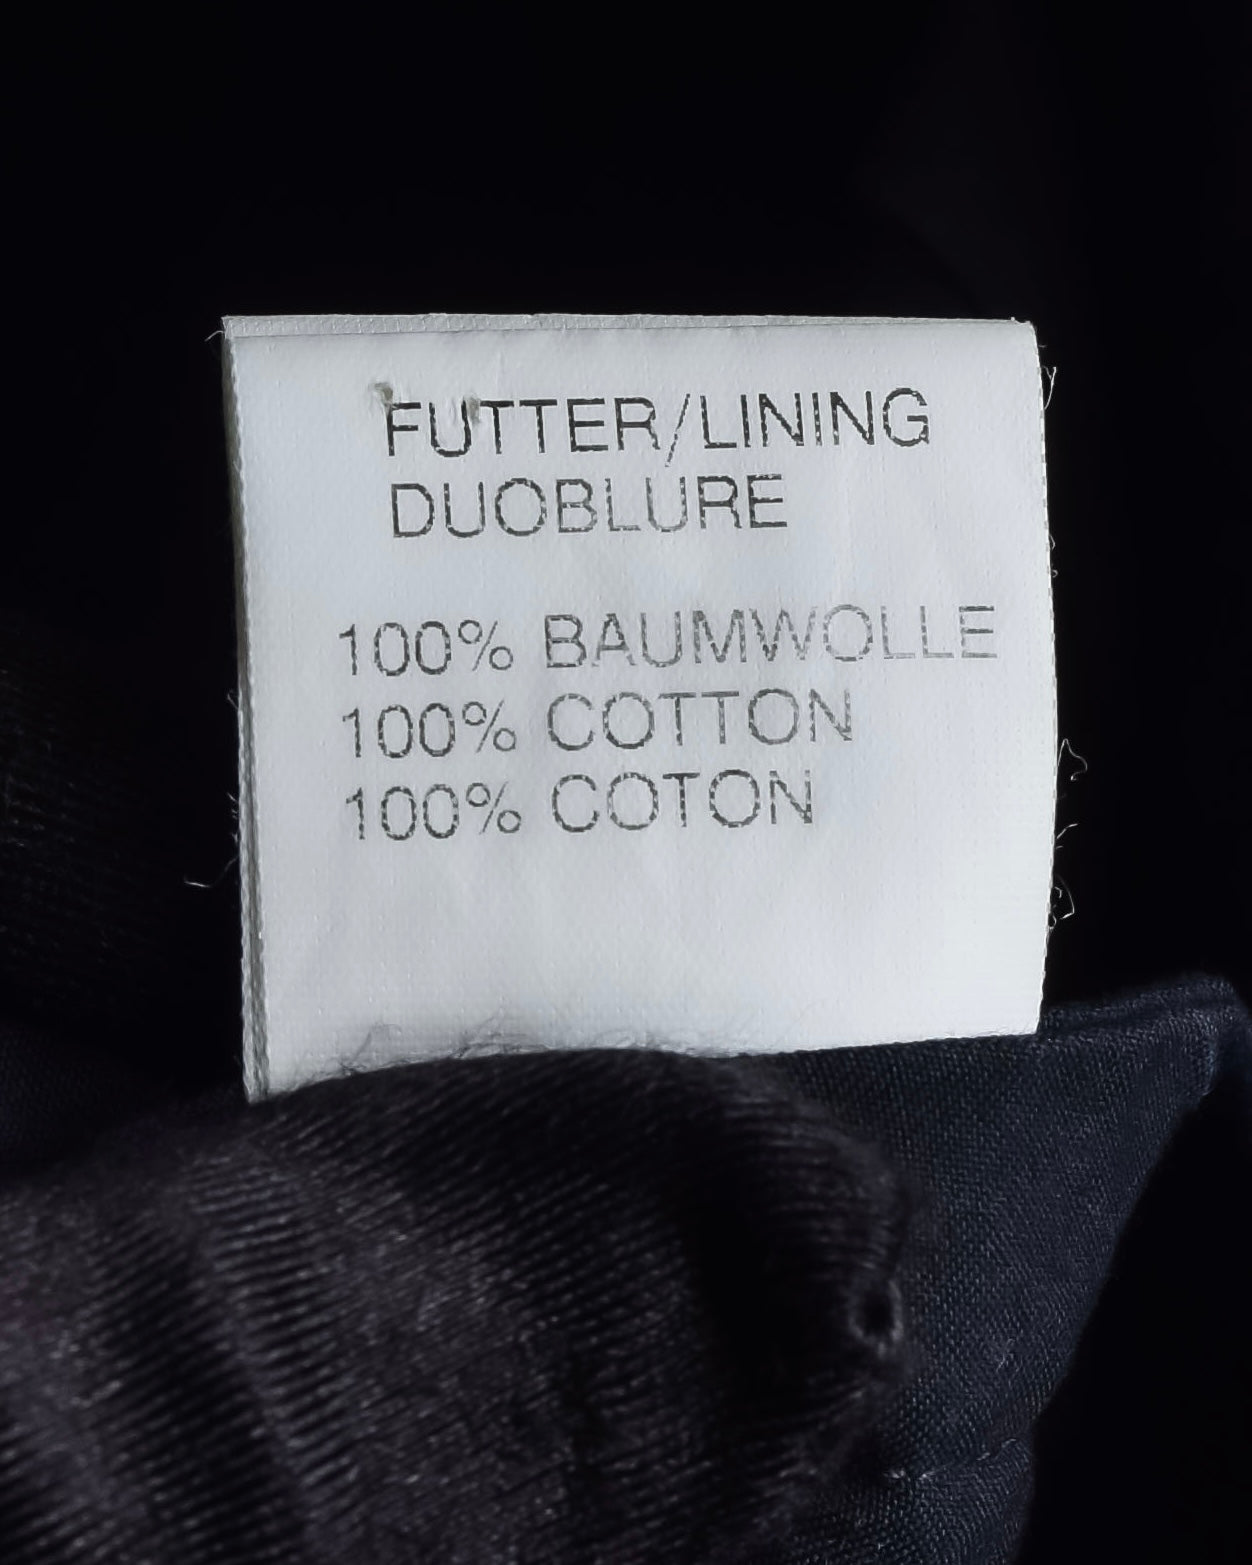 FUTTER/LINING
DUOBLURE
100% BAUMWOLLE
100% COTTON
100% COTON